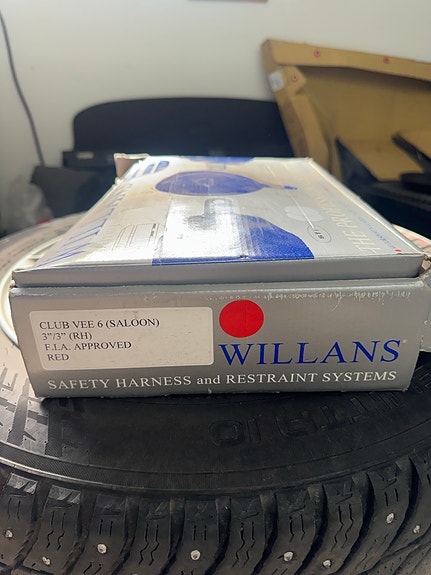 CLUB VEE 6 (SALOON)
3"/3" (RH)
F.I.A. APPROVED
RED
WILLANS
SAFETY HARNESS and RESTRAINT SYSTEMS